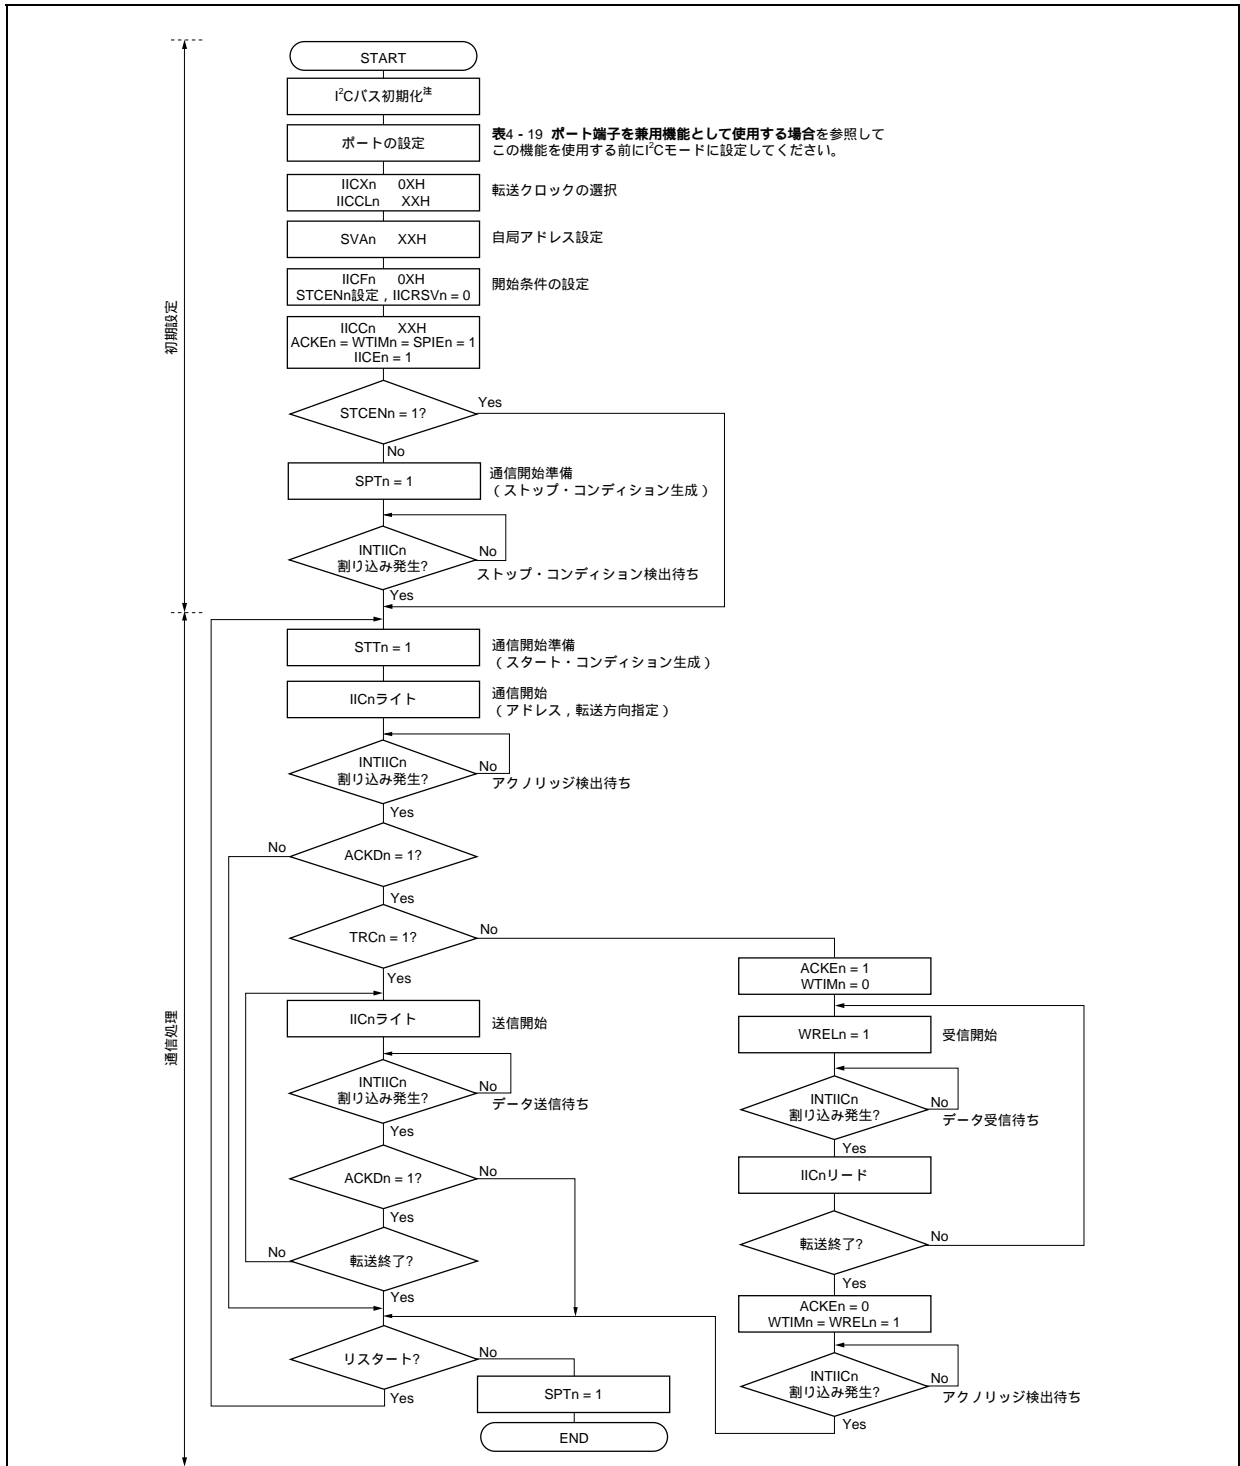 START
I²Cバス初期化注
ポートの設定
表4 - 19 ポート端子を兼用機能として使用する場合を参照して
この機能を使用する前にI²Cモードに設定してください。
IICXn 0XH
IICCLn XXH
転送クロックの選択
SVAn XXH
自局アドレス設定
IICFn 0XH
STCENn設定 , IICRSVn = 0
開始条件の設定
IICCn XXH
ACKEn = WTIMn = SPIEn = 1
IICEn = 1
初期設定
STCENn = 1?
Yes
No
SPTn = 1
通信開始準備
（ストップ・コンディション生成）
INTIICn
割り込み発生?
No
ストップ・コンディション検出待ち
Yes
STTn = 1
通信開始準備
（スタート・コンディション生成）
IICnライト
通信開始
（アドレス , 転送方向指定）
INTIICn
割り込み発生?
No
アクノリッジ検出待ち
Yes
No
ACKDn = 1?
Yes
TRCn = 1?
No
Yes
通信処理
IICnライト
送信開始
INTIICn
割り込み発生?
No
データ送信待ち
Yes
ACKDn = 1?
No
Yes
No
転送終了?
Yes
リスタート?
No
Yes
SPTn = 1
END
ACKEn = 1
WTIMn = 0
WRELn = 1
受信開始
INTIICn
割り込み発生?
No
データ受信待ち
Yes
IICnリード
転送終了?
No
Yes
ACKEn = 0
WTIMn = WRELn = 1
INTIICn
割り込み発生?
No
アクノリッジ検出待ち
Yes